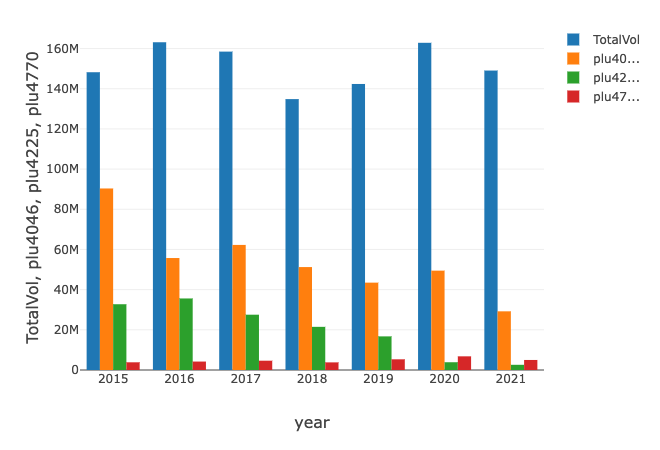 160M
140M
120M
100M
80M
60M
40M
20M
0
TotalVol, plu4046, plu4225, plu4770
2015 2016 2017 2018 2019 2020 2021
year
TotalVol
plu40...
plu42...
plu47...